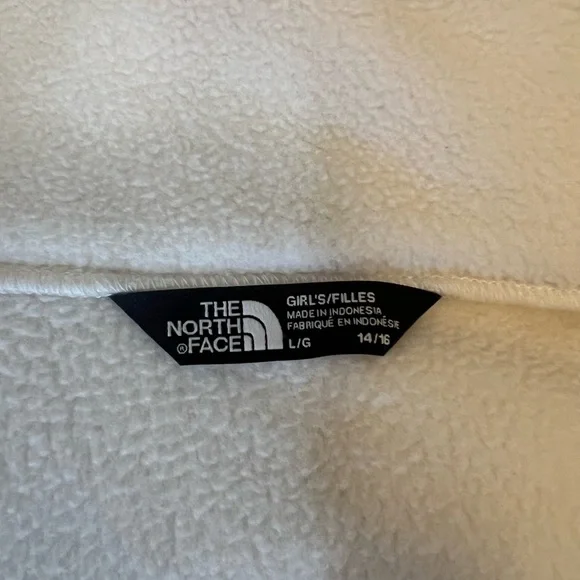 THE
NORTH
®FACE
GIRL'S/FILLES
MADE IN INDONESIA
FABRIQUÉ EN INDONÉSIE
L/G 14/16